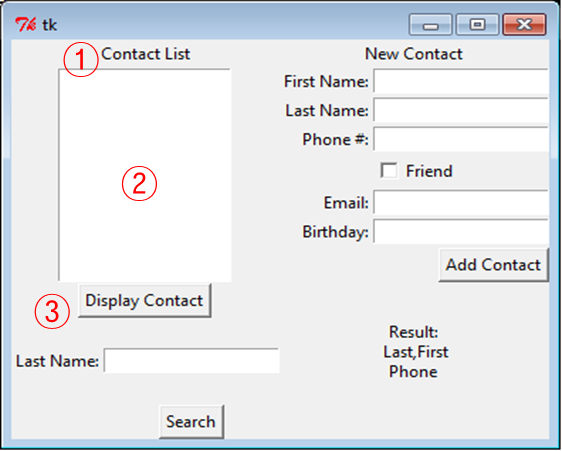 Tk tk
① Contact List
New Contact
First Name:
Last Name:
Phone #:
②
Friend
Email:
Birthday:
Add Contact
③ Display Contact
Result:
Last,First
Phone
Last Name:
Search